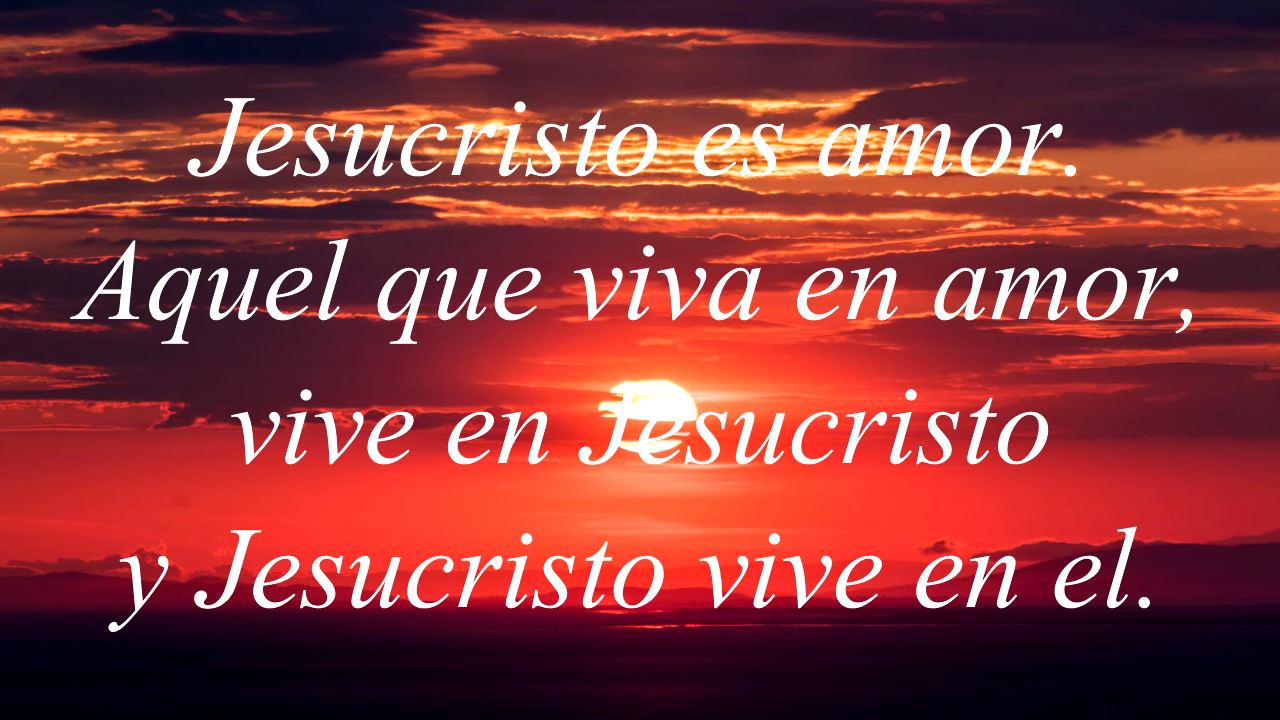 Jesucristo es amor.
Aquel que viva en amor,
vive en Jesucristo
y Jesucristo vive en el.